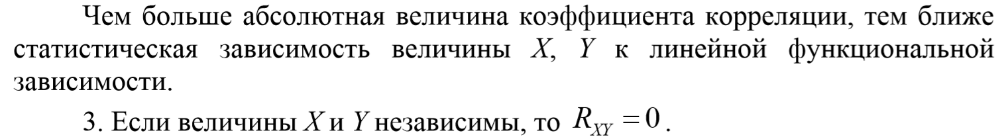 Чем больше абсолютная величина коэффициента корреляции, тем ближе
статистическая зависимость величины X, Y к линейной функциональной
зависимости.
3. Если величины X и Y независимы, то R_{XY} = 0.